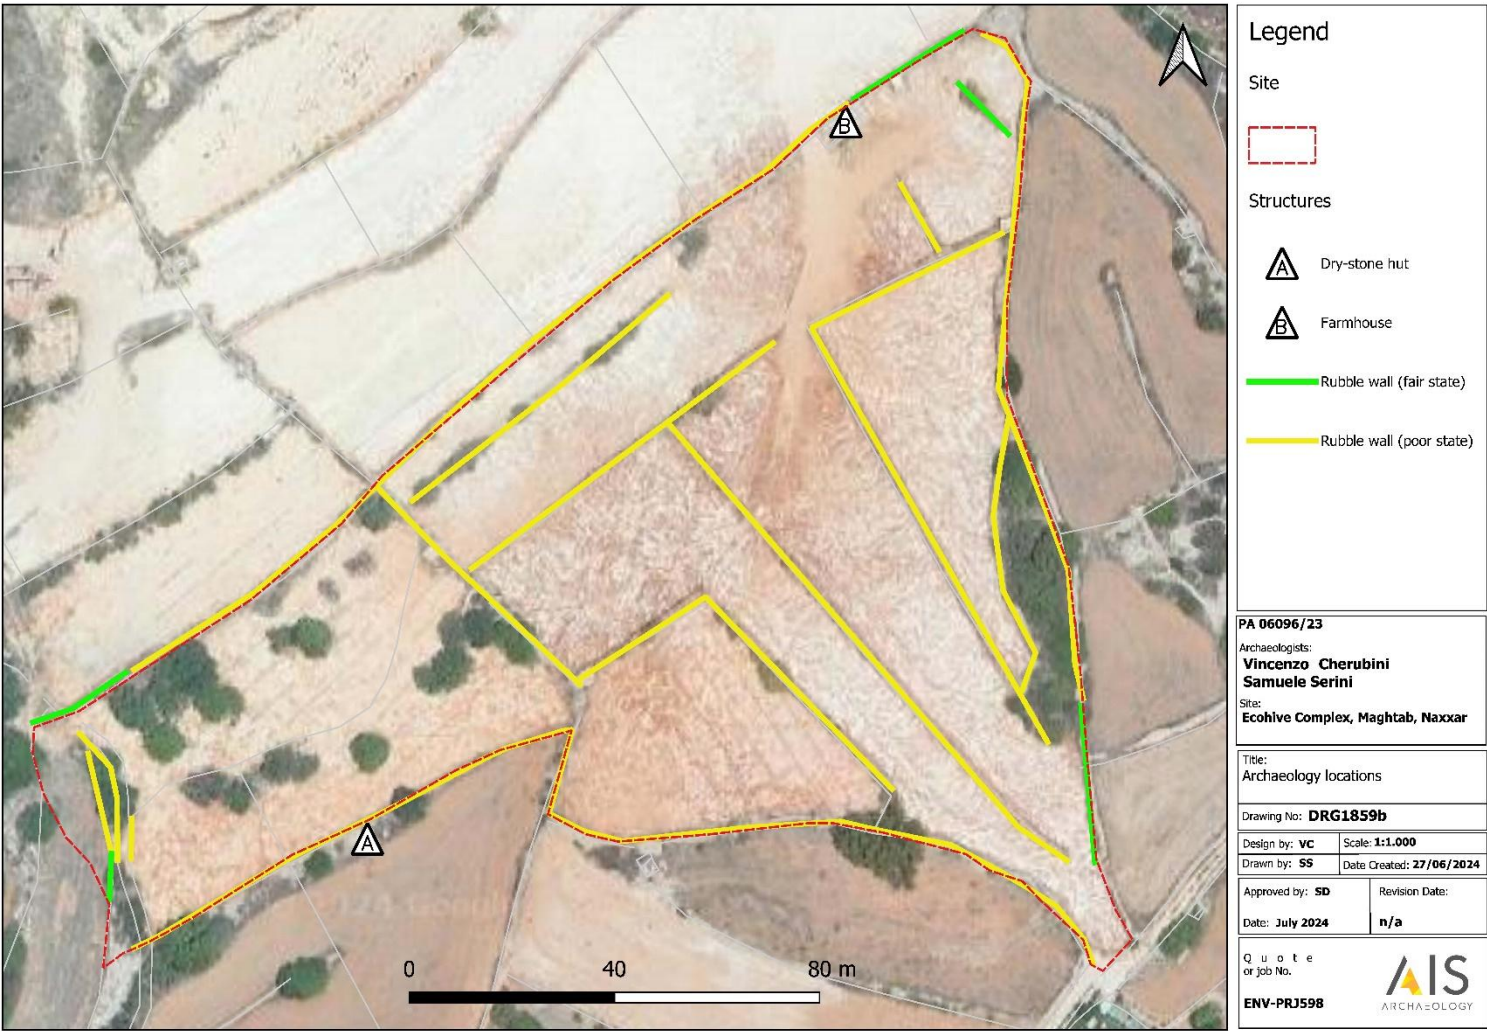 B
A
0 40 80 m
Legend
Site
Structures
A Dry-stone hut
B Farmhouse
Rubble wall (fair state)
Rubble wall (poor state)
PA 06096/23
Archaeologists:
Vincenzo Cherubini
Samuele Serini
Site:
Ecohive Complex, Maghtab, Naxxar
Title:
Archaeology locations
Drawing No: DRG1859b
Design by: VC Scale: 1:1.000
Drawn by: SS Date Created: 27/06/2024
Approved by: SD Revision Date:
Date: July 2024 n/a
Quote
or job No.
ENV-PRJ598
AIS
ARCHAEOLOGY